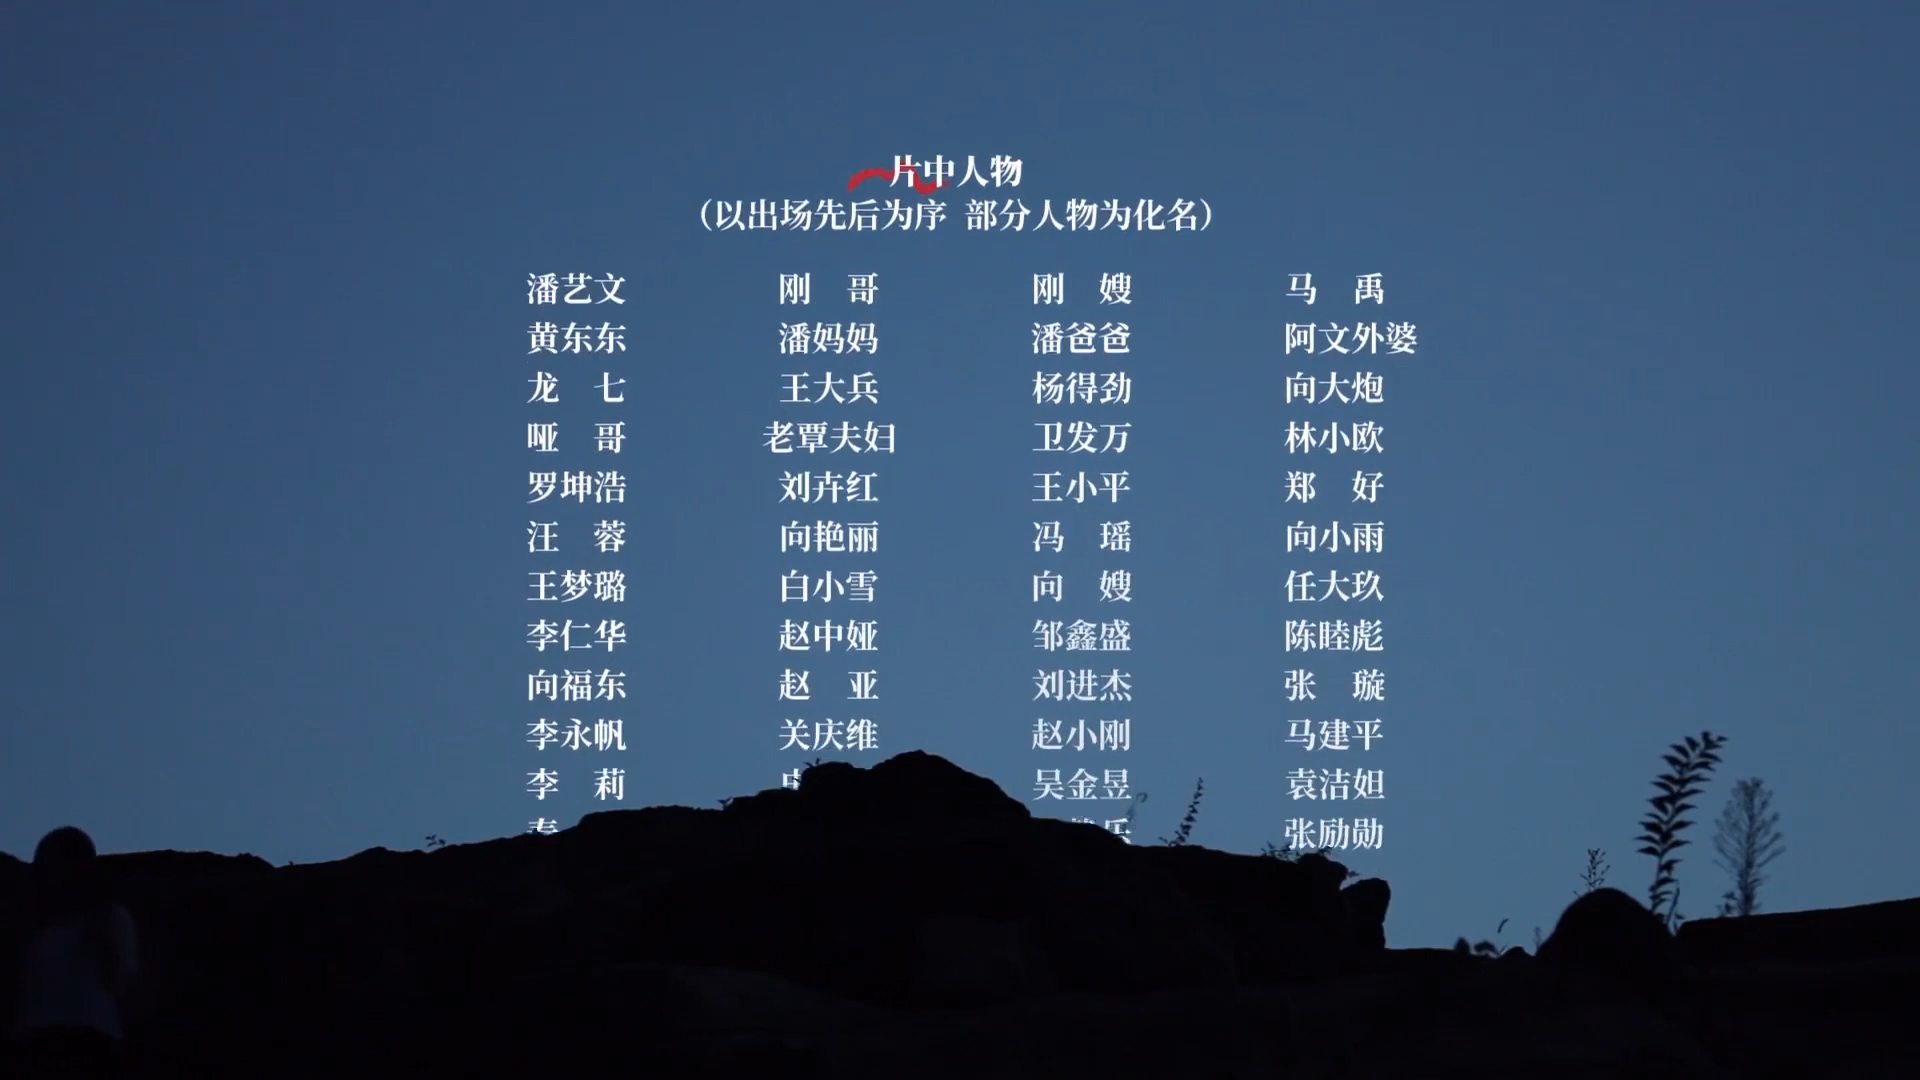 片中人物
（以出场先后为序 部分人物为化名）
潘艺文 刚 哥 刚 嫂 马 禹
黄东东 潘妈妈 潘爸爸 阿文外婆
龙 七 王大兵 杨得劲 向大炮
哑 哥 老覃夫妇 卫发万 林小欧
罗坤浩 刘卉红 王小平 郑 好
汪 蓉 向艳丽 冯 瑶 向小雨
王梦璐 白小雪 向 嫂 任大玖
李仁华 赵中娅 邹鑫盛 陈睦彪
向福东 赵 亚 刘进杰 张 璇
李永帆 关庆维 赵小刚 马建平
李 莉 吴金昱 袁洁妲
张励勋